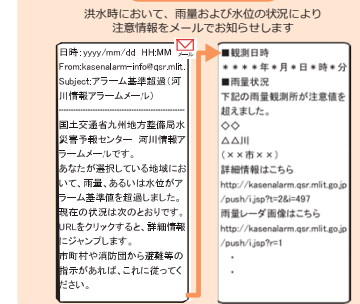 洪水時において、雨量および水位の状況により
注意情報をメールでお知らせします
日時:yyyy/mm/dd HH:MM
メール
From:kasenalarm-info@qsr.mlit..
Subject:アラーム基準超過(河
川情報アラームメール)
国土交通省九州地方整備局水
災害予報センター 河川情報ア
ラームメールです。
あなたが選択している地域にお
いて、雨量、あるいは水位がア
ラーム基準値を超過しました。
現在の状況は次のとおりです。
URLをクリックすると、詳細情報
にジャンプします。
市町村や消防団から避難等の
指示があれば、これに従ってく
ださい。
■観測日時
****年*月*日*時*分
■雨量状況
下記の雨量観測所が注意値を
超えました。
◇◇
△△川
(××市××)
詳細情報はこちら
http://kasenalarm.qsr.mlit.go.jp
/push/i.jsp?t=2&i=497
雨量レーダ画像はこちら
http://kasenalarm.qsr.mlit.go.jp
/push/i.jsp?r=1
・
・